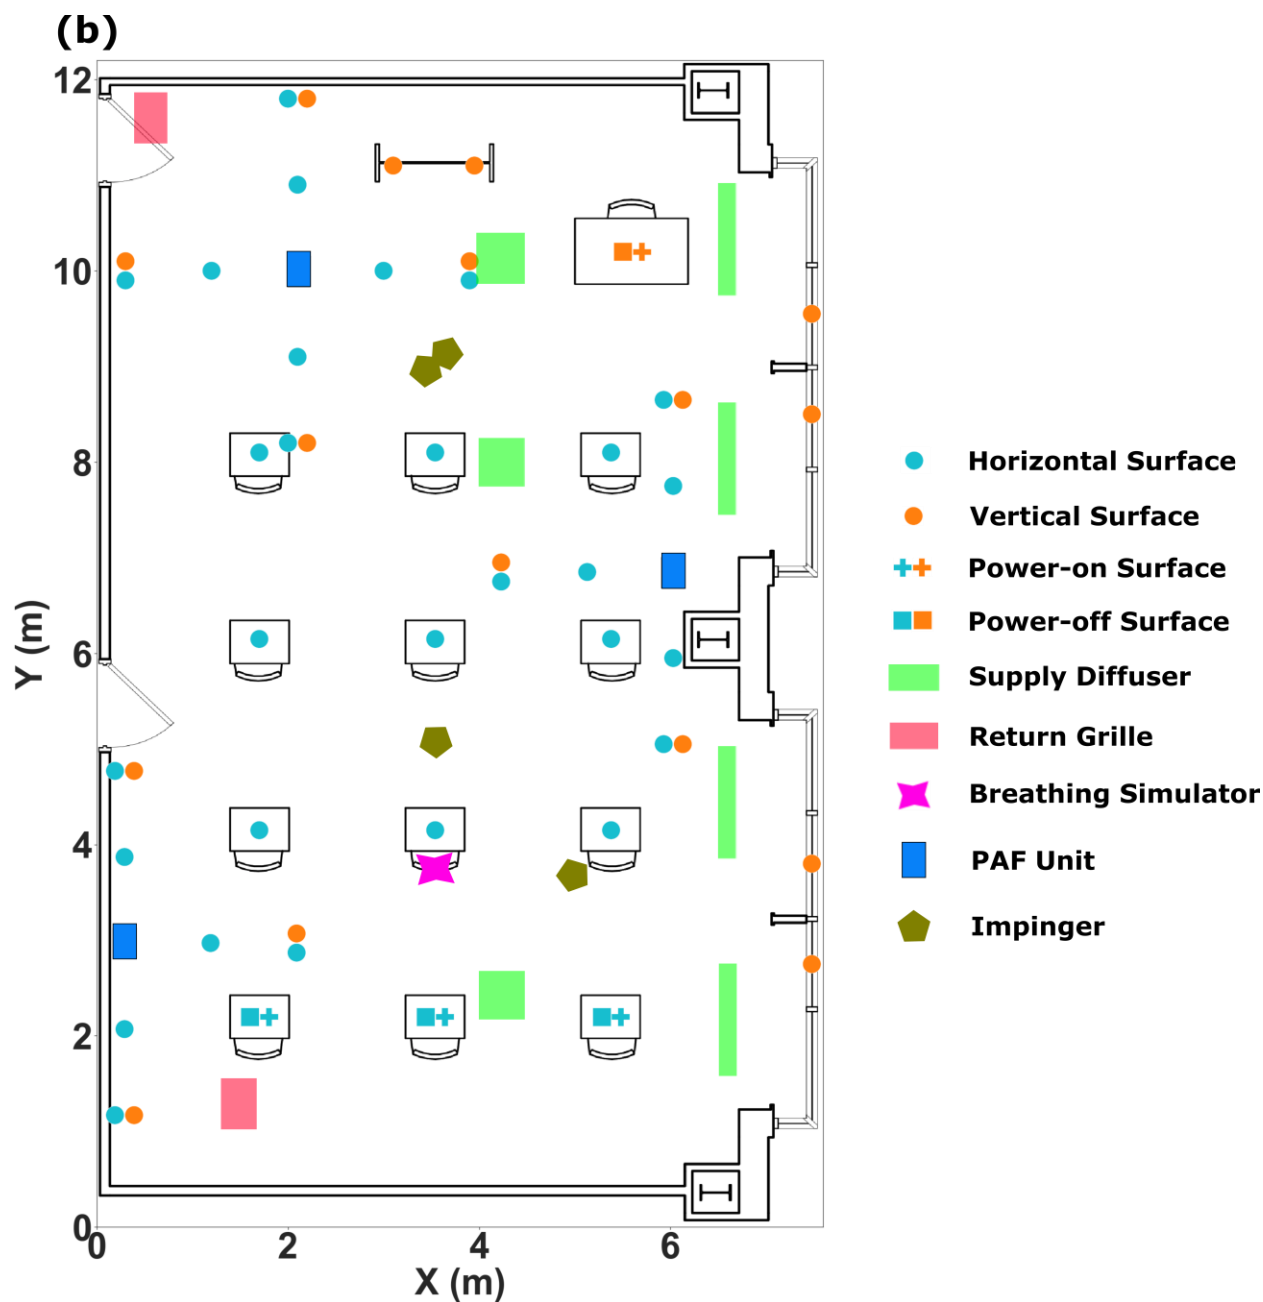 (b)
12
10
8
6
4
2
0
0 2 4 6
Y (m)
X (m)
Horizontal Surface
Vertical Surface
Power-on Surface
Power-off Surface
Supply Diffuser
Return Grille
Breathing Simulator
PAF Unit
Impinger